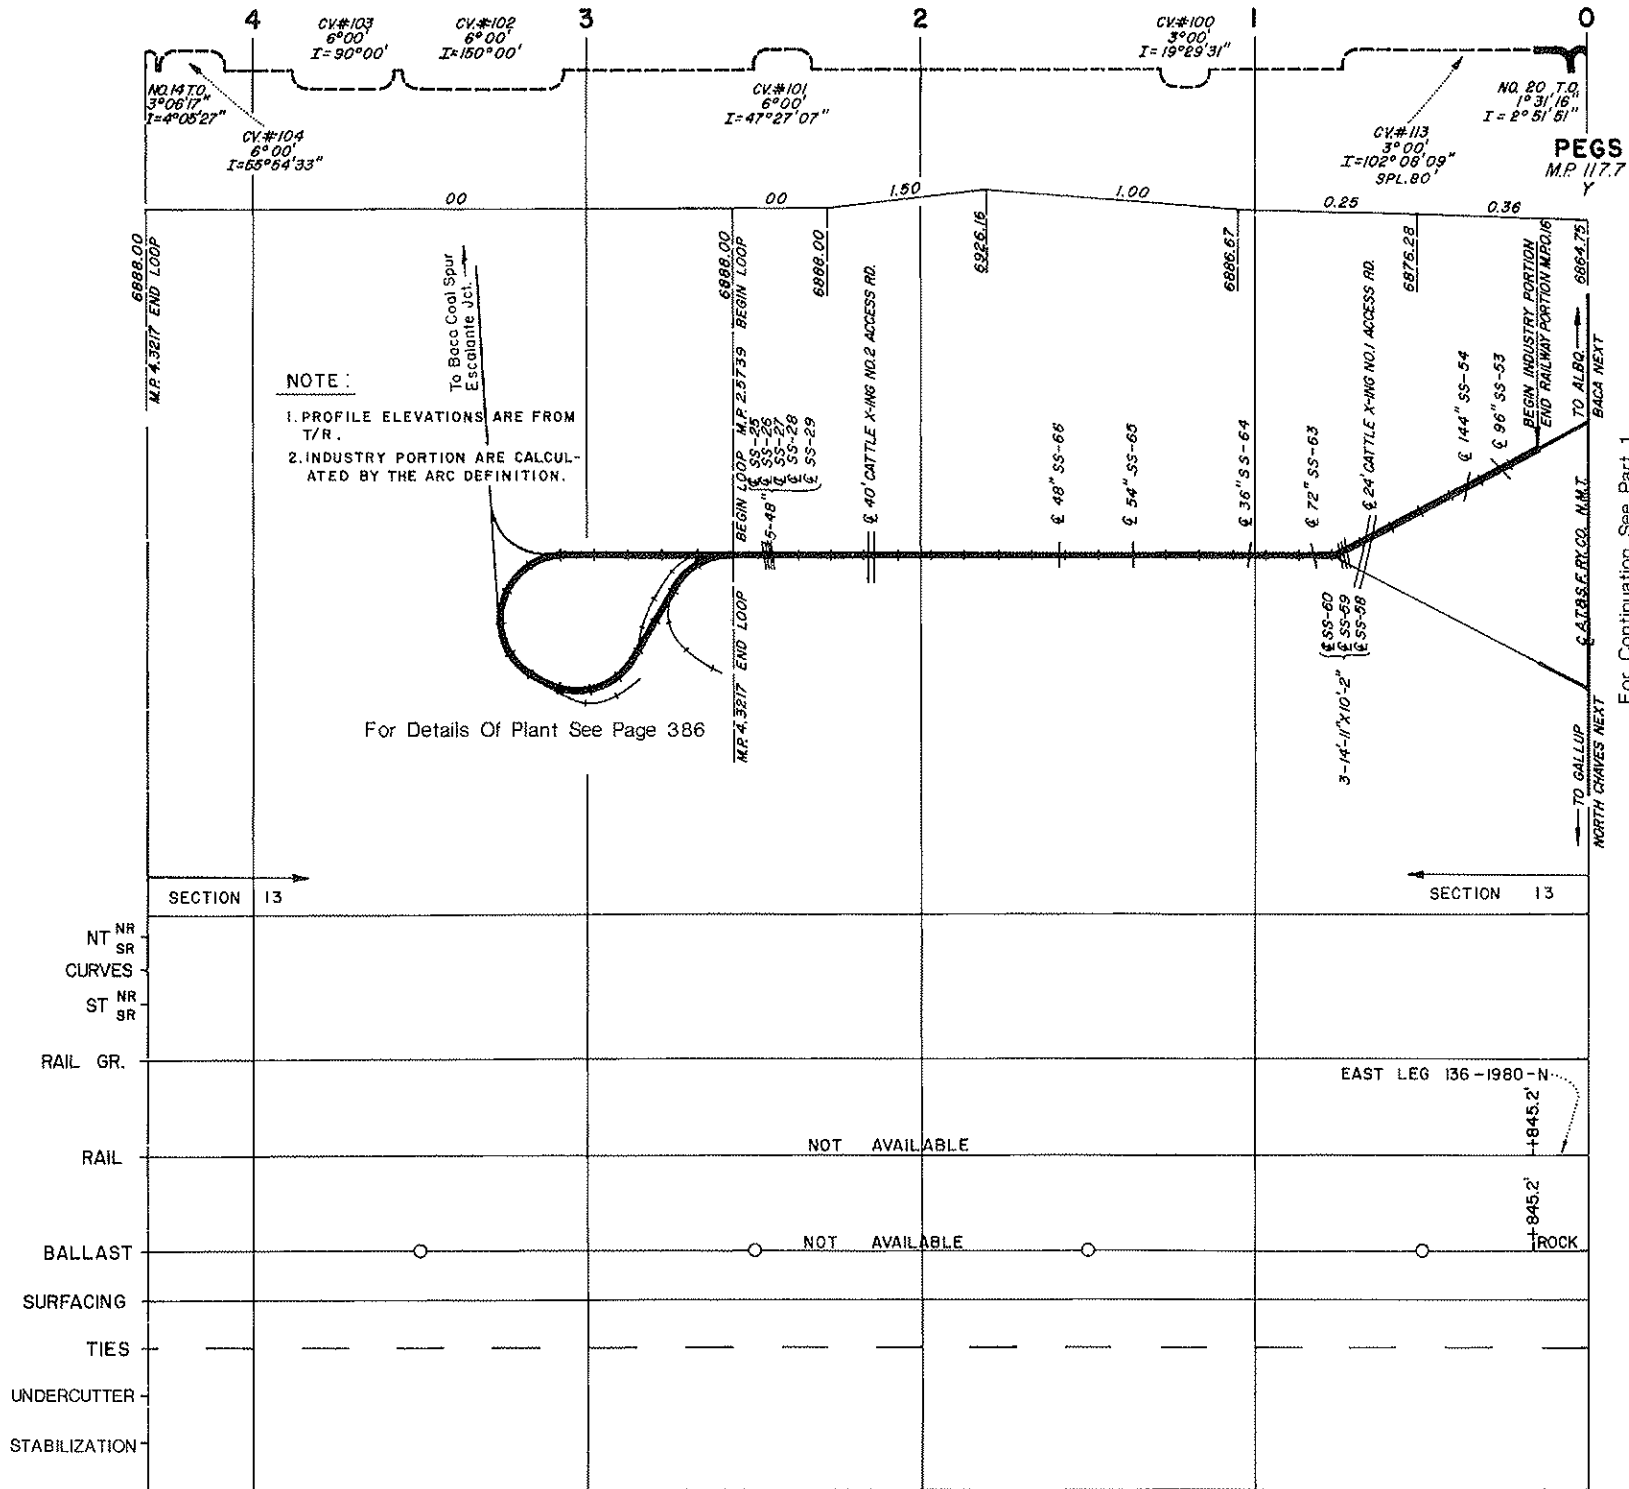 4
3
2
1
0
CV.#103
6°00'
I=90°00'
CV.#102
6°00'
I=150°00'
CV.#100
3°00'
I=19°29'31"
NO.14 T.O.
3°06'17"
I=4°05'27"
CV.#104
6°00'
I=65°54'33"
CV.#101
6°00'
I=47°27'07"
CV.#113
3°00'
I=102°08'09"
SPL.80'
NO. 20 T.O.
1°31'16"
I=2°51'51"
PEGS
M.P. 117.7
Y
00
00
1.50
1.00
0.25
0.36
6888.00
M.P. 4.3217 END LOOP
To Baca Coal Spur
Escalante Jct.
6888.00
BEGIN LOOP M.P. 2.5739 BEGIN LOOP
6888.00
6926.16
6886.67
6876.28
6864.75
NOTE:
1. PROFILE ELEVATIONS ARE FROM
T/R.
2. INDUSTRY PORTION ARE CALCUL-
ATED BY THE ARC DEFINITION.
5-48"
℄ SS-25
℄ SS-26
℄ SS-27
℄ SS-28
℄ SS-29
℄ 40' CATTLE X-ING NO.2 ACCESS RD.
℄ 48" SS-66
℄ 54" SS-65
℄ 36" SS-64
℄ 72" SS-63
℄ 24' CATTLE X-ING NO.1 ACCESS RD.
℄ 144" SS-54
℄ 96" SS-53
BEGIN INDUSTRY PORTION
END RAILWAY PORTION M.P.0.16
TO ALBQ.
BACA NEXT
℄ A.T.&S.F. RY. CO. N.M.T.
For Continuation See Part 1
M.P. 4.3217 END LOOP
3-14'-11"X10'-2"
℄ SS-60
℄ SS-59
℄ SS-58
For Details Of Plant See Page 386
TO GALLUP
NORTH CHAVES NEXT
SECTION 13
SECTION 13
NT NR
SR
CURVES
ST NR
SR
RAIL GR.
EAST LEG 136-1980-N
+845.2'
RAIL
NOT AVAILABLE
+845.2'
BALLAST
NOT AVAILABLE
ROCK
SURFACING
TIES
UNDERCUTTER
STABILIZATION